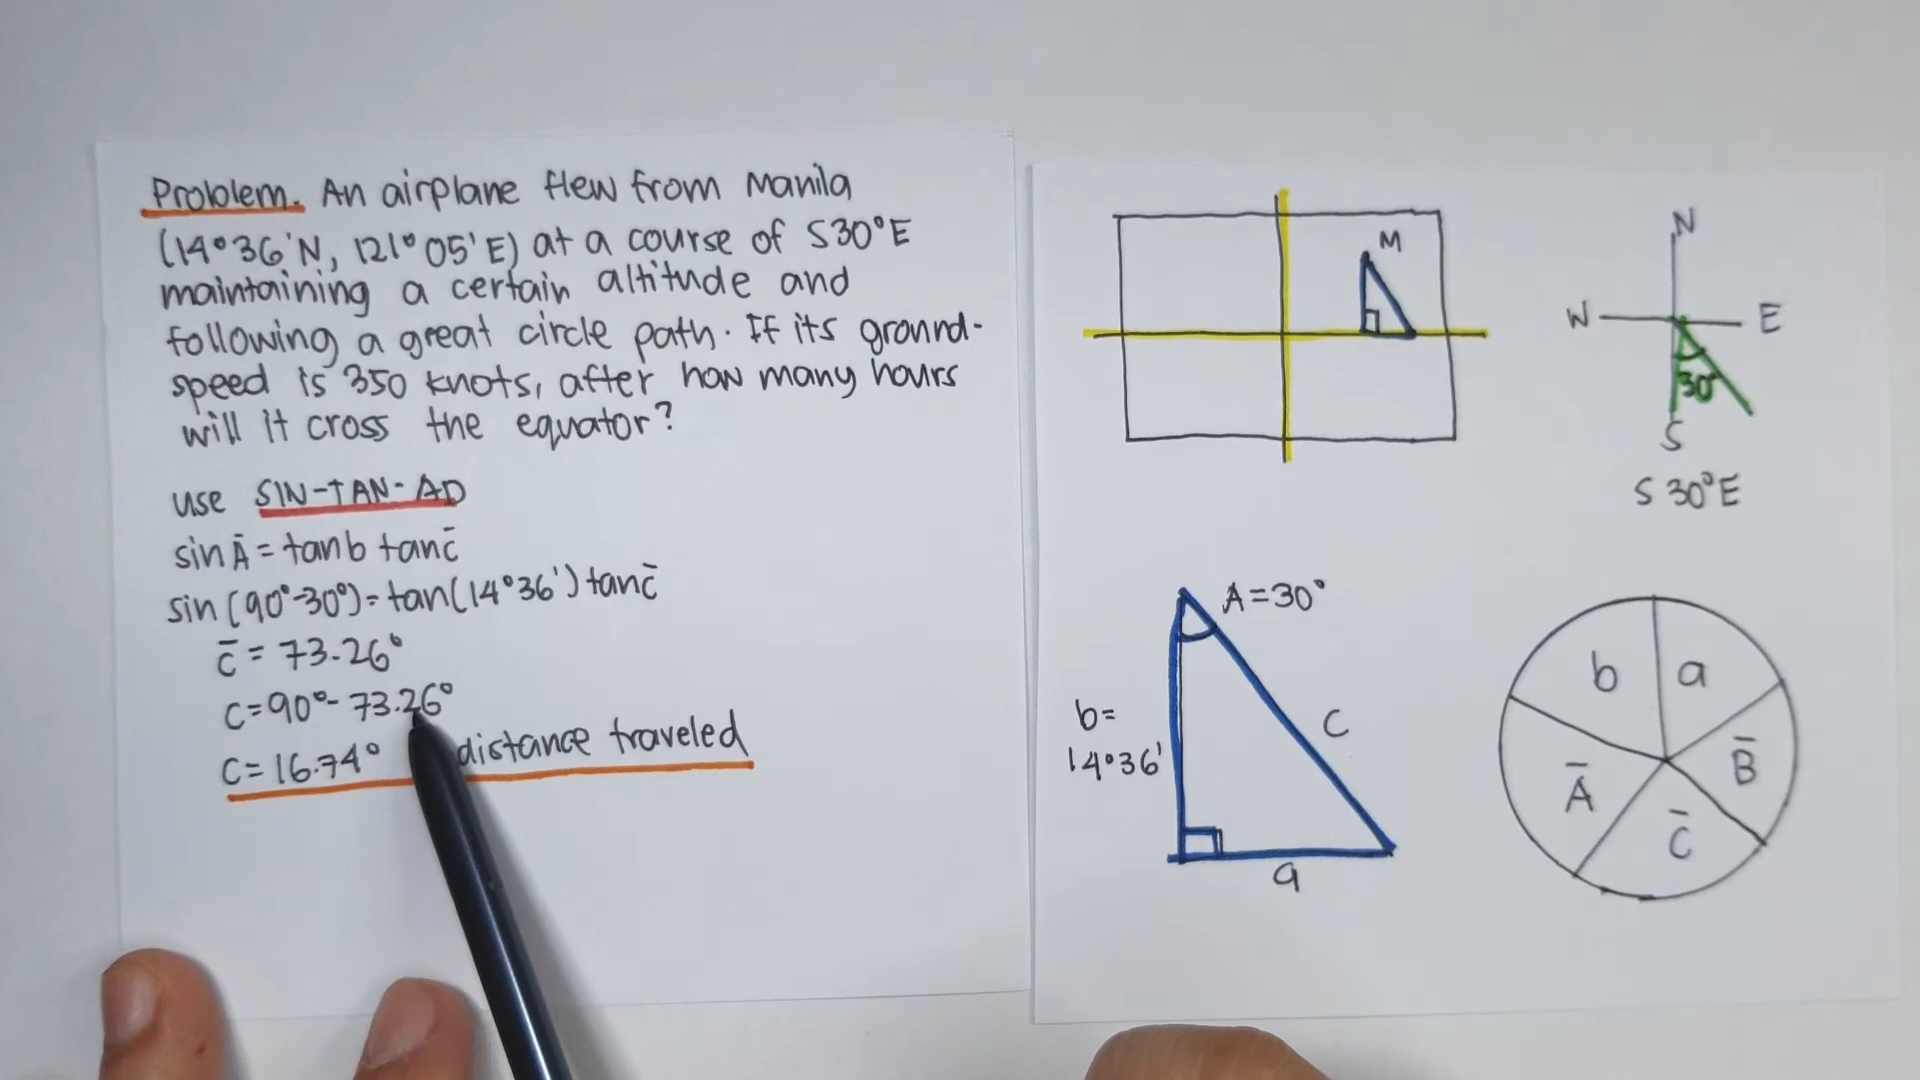 Problem. An airplane flew from Manila
(14°36'N, 121°05'E) at a course of S30°E
maintaining a certain altitude and
following a great circle path. If its ground-
speed is 350 knots, after how many hours
will it cross the equator?
use SIN-TAN-AD
sin A̅ = tan b tan c̅
sin (90°-30°) = tan(14°36') tan c̅
c̅ = 73.26°
c = 90° - 73.26°
c = 16.74°
distance traveled
M
N
W
E
30°
S
S 30°E
A = 30°
b =
14°36'
C
a
b
a
A̅
B̅
C̅